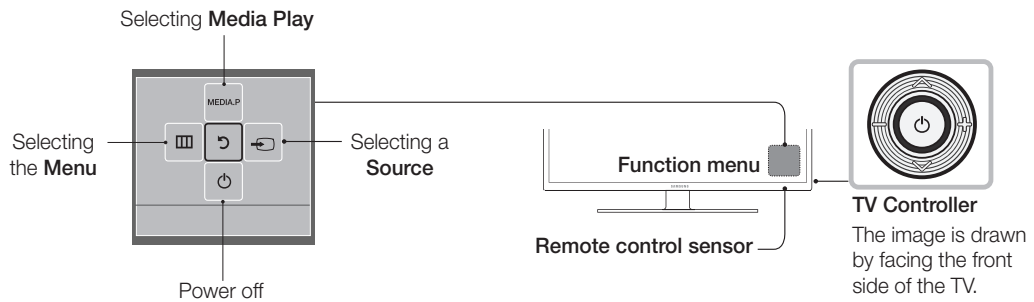 Selecting Media Play
MEDIA.P
Selecting
the Menu
Selecting a
Source
Power off
Function menu
SAMSUNG
Remote control sensor
TV Controller
The image is drawn
by facing the front
side of the TV.